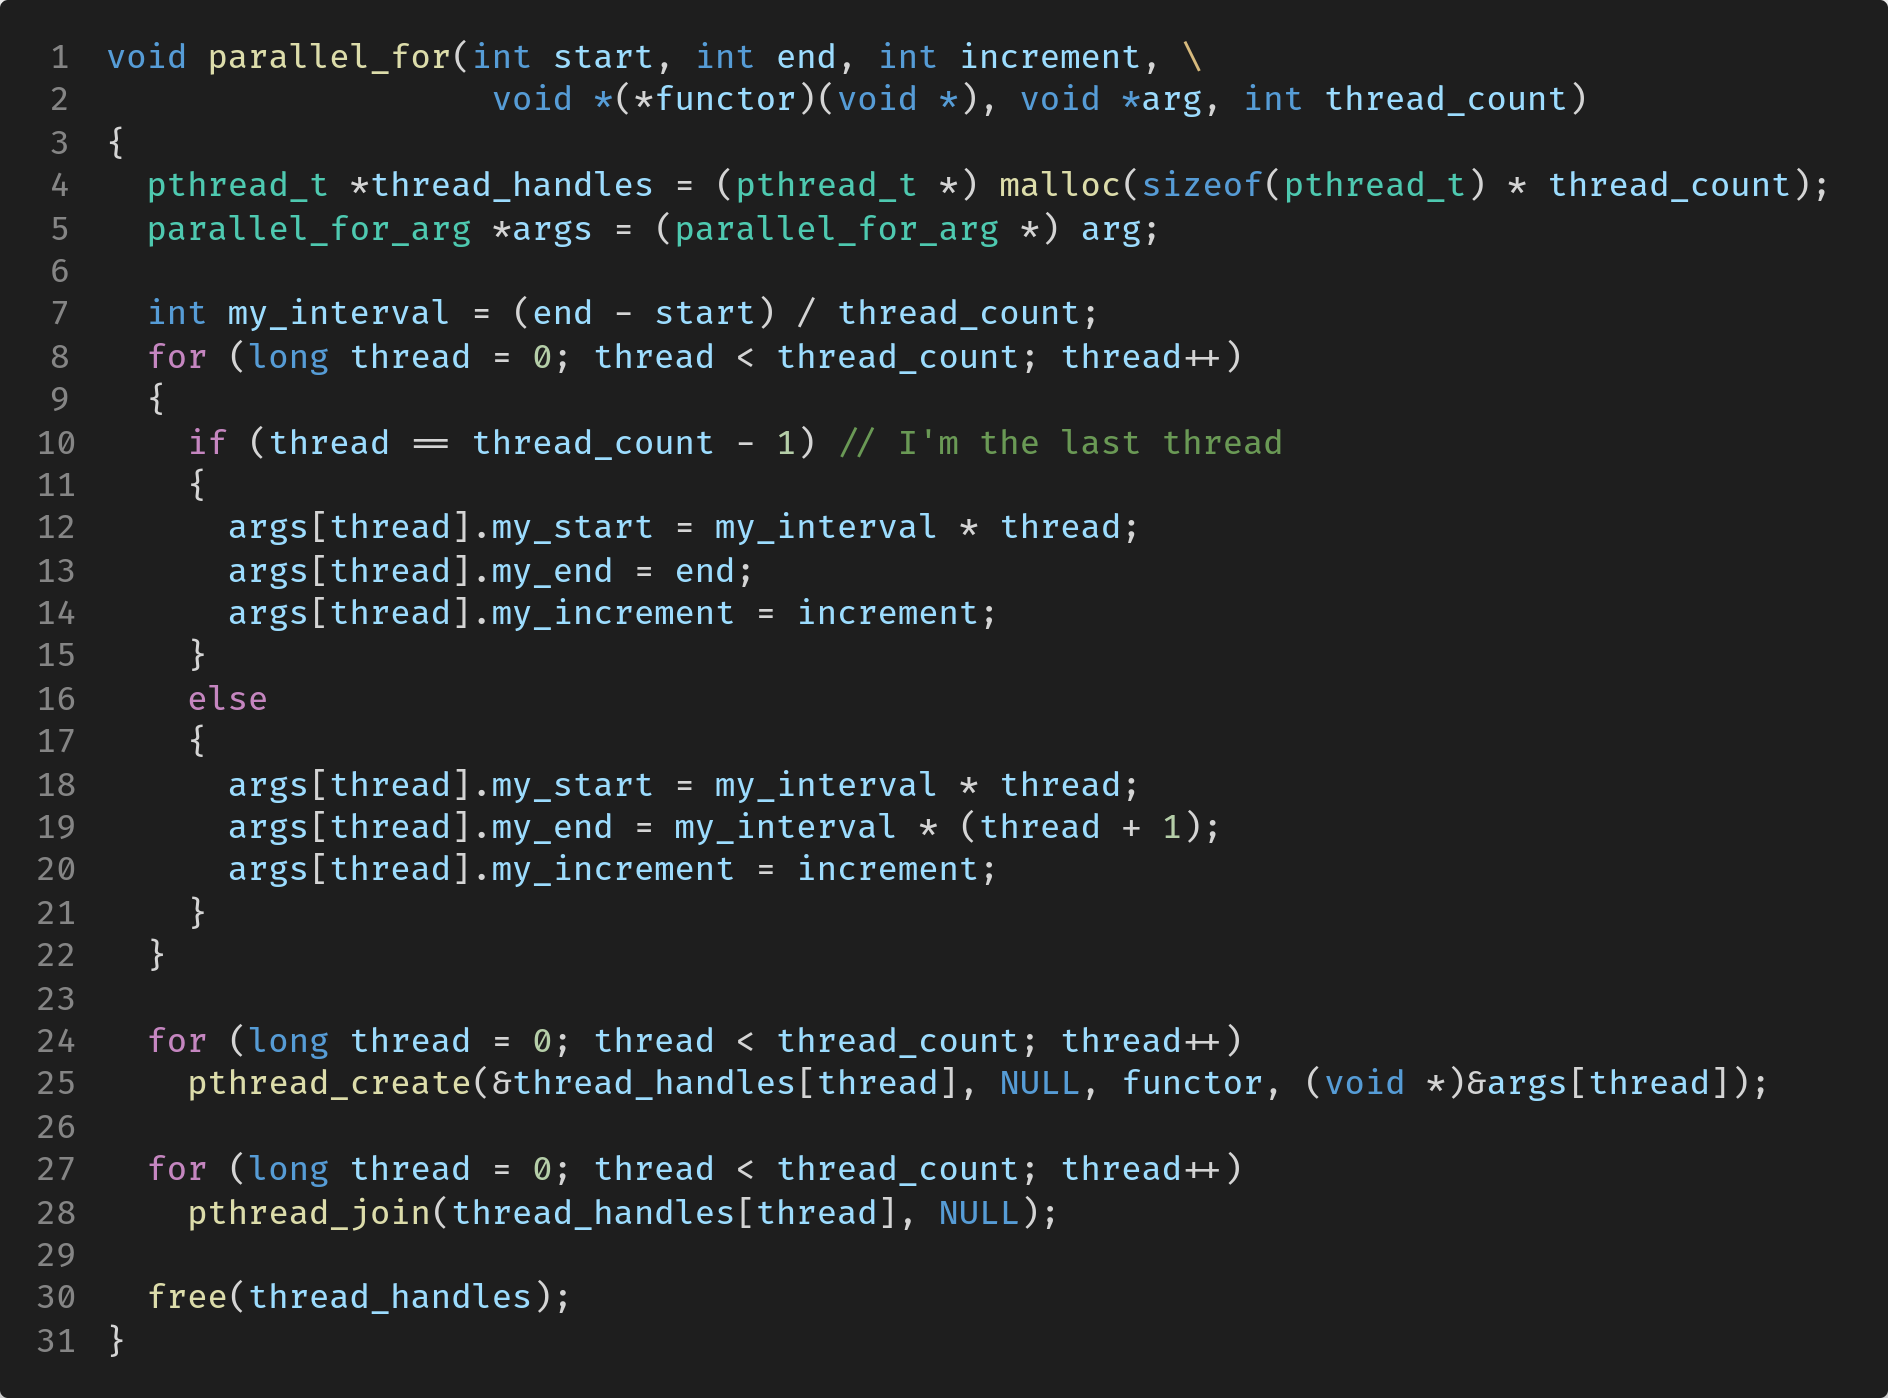 1 void parallel_for(int start, int end, int increment, \
2                    void *(*functor)(void *), void *arg, int thread_count)
3 {
4   pthread_t *thread_handles = (pthread_t *) malloc(sizeof(pthread_t) * thread_count);
5   parallel_for_arg *args = (parallel_for_arg *) arg;
6
7   int my_interval = (end - start) / thread_count;
8   for (long thread = 0; thread < thread_count; thread++)
9   {
10     if (thread == thread_count - 1) // I'm the last thread
11     {
12       args[thread].my_start = my_interval * thread;
13       args[thread].my_end = end;
14       args[thread].my_increment = increment;
15     }
16     else
17     {
18       args[thread].my_start = my_interval * thread;
19       args[thread].my_end = my_interval * (thread + 1);
20       args[thread].my_increment = increment;
21     }
22   }
23
24   for (long thread = 0; thread < thread_count; thread++)
25     pthread_create(&thread_handles[thread], NULL, functor, (void *)&args[thread]);
26
27   for (long thread = 0; thread < thread_count; thread++)
28     pthread_join(thread_handles[thread], NULL);
29
30   free(thread_handles);
31 }